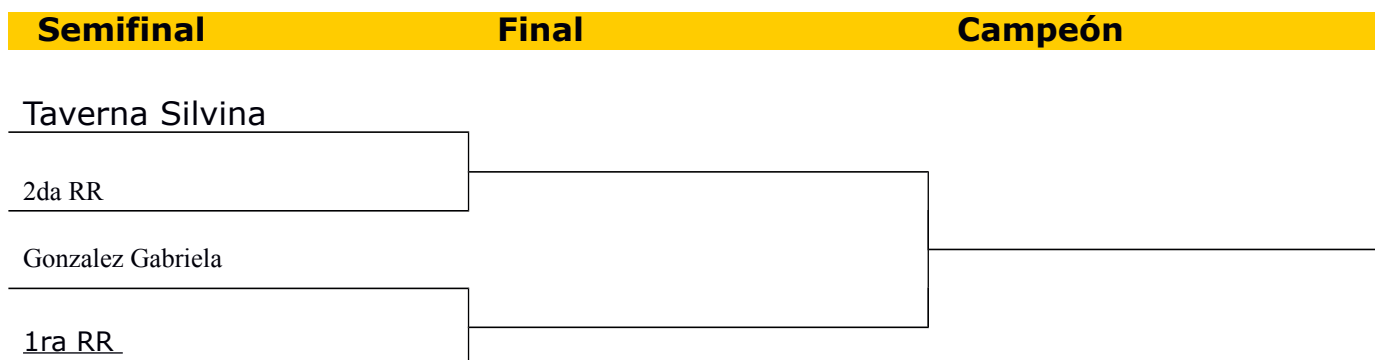 Semifinal Final Campeón
Taverna Silvina
2da RR
Gonzalez Gabriela
1ra RR